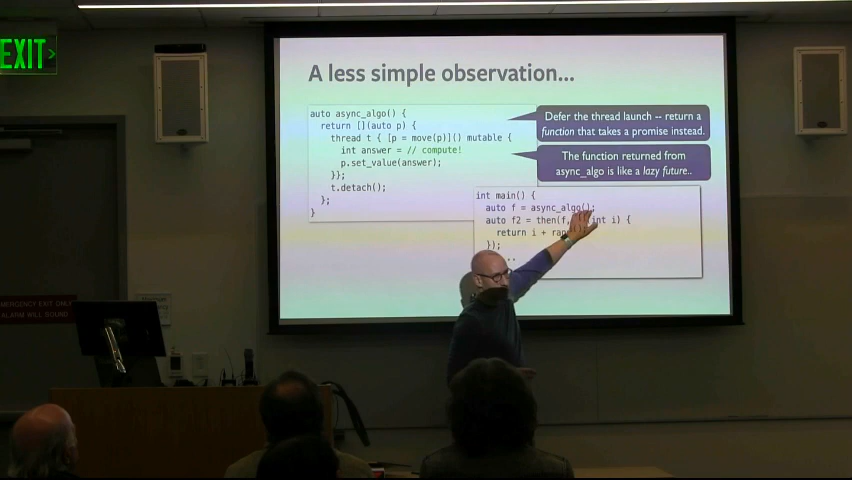 EXIT
A less simple observation...
auto async_algo() {
return [](auto p) {
thread t { [p = move(p)]() mutable {
int answer = // compute!
p.set_value(answer);
}};
t.detach();
};
}
Defer the thread launch -- return a
function that takes a promise instead.
The function returned from
async_algo is like a lazy future..
int main() {
auto f = async_algo();
auto f2 = then(f, int i) {
return i +
});
EMERGENCY EXIT ONLY
ALARM WILL SOUND